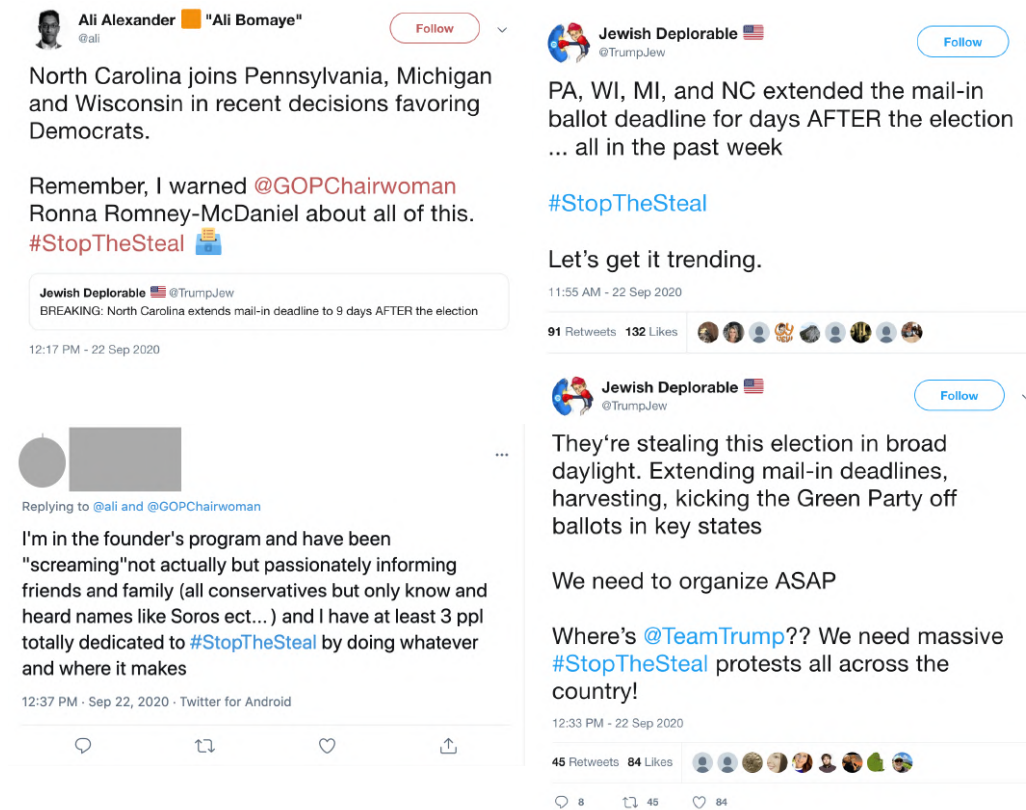 Ali Alexander 🟧 "Ali Bomaye"
@ali
Follow
North Carolina joins Pennsylvania, Michigan
and Wisconsin in recent decisions favoring
Democrats.
Remember, I warned @GOPChairwoman
Ronna Romney-McDaniel about all of this.
#StopTheSteal 🗳️
Jewish Deplorable 🇺🇸 @TrumpJew
BREAKING: North Carolina extends mail-in deadline to 9 days AFTER the election
12:17 PM - 22 Sep 2020
Replying to @ali and @GOPChairwoman
I'm in the founder's program and have been
"screaming"not actually but passionately informing
friends and family (all conservatives but only know and
heard names like Soros ect...) and I have at least 3 ppl
totally dedicated to #StopTheSteal by doing whatever
and where it makes
12:37 PM · Sep 22, 2020 · Twitter for Android
Jewish Deplorable 🇺🇸
@TrumpJew
Follow
PA, WI, MI, and NC extended the mail-in
ballot deadline for days AFTER the election
... all in the past week
#StopTheSteal
Let's get it trending.
11:55 AM - 22 Sep 2020
91 Retweets 132 Likes
Jewish Deplorable 🇺🇸
@TrumpJew
Follow
They're stealing this election in broad
daylight. Extending mail-in deadlines,
harvesting, kicking the Green Party off
ballots in key states
We need to organize ASAP
Where's @TeamTrump?? We need massive
#StopTheSteal protests all across the
country!
12:33 PM - 22 Sep 2020
45 Retweets 84 Likes
8 45 84